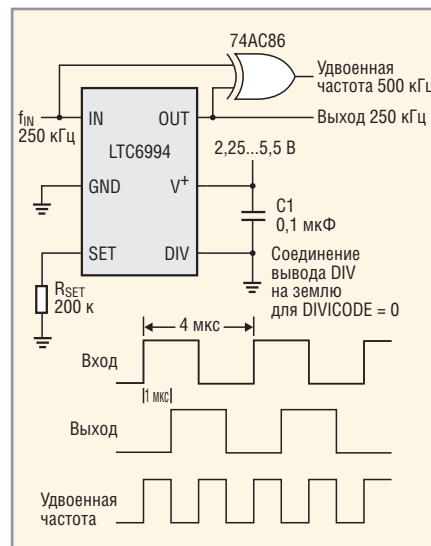 74AC86
Удвоенная
частота 500 кГц
fIN
250 кГц
IN
OUT
Выход 250 кГц
LTC6994
2,25...5,5 В
GND
V+
C1
0,1 мкФ
SET
DIV
Соединение
вывода DIV
на землю
для DIVICODE = 0
RSET
200 к
4 мкс
Вход
1 мкс
Выход
Удвоенная
частота